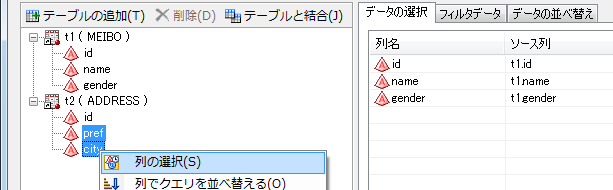 テーブルの追加(T) 削除(D) テーブルと結合(J)
t1 ( MEIBO )
id
name
gender
t2 ( ADDRESS )
id
pref
city
列の選択(S)
列でクエリを並べ替える(O)
データの選択 フィルタデータ データの並べ替え
列名 ソース列
id t1.id
name t1.name
gender t1.gender